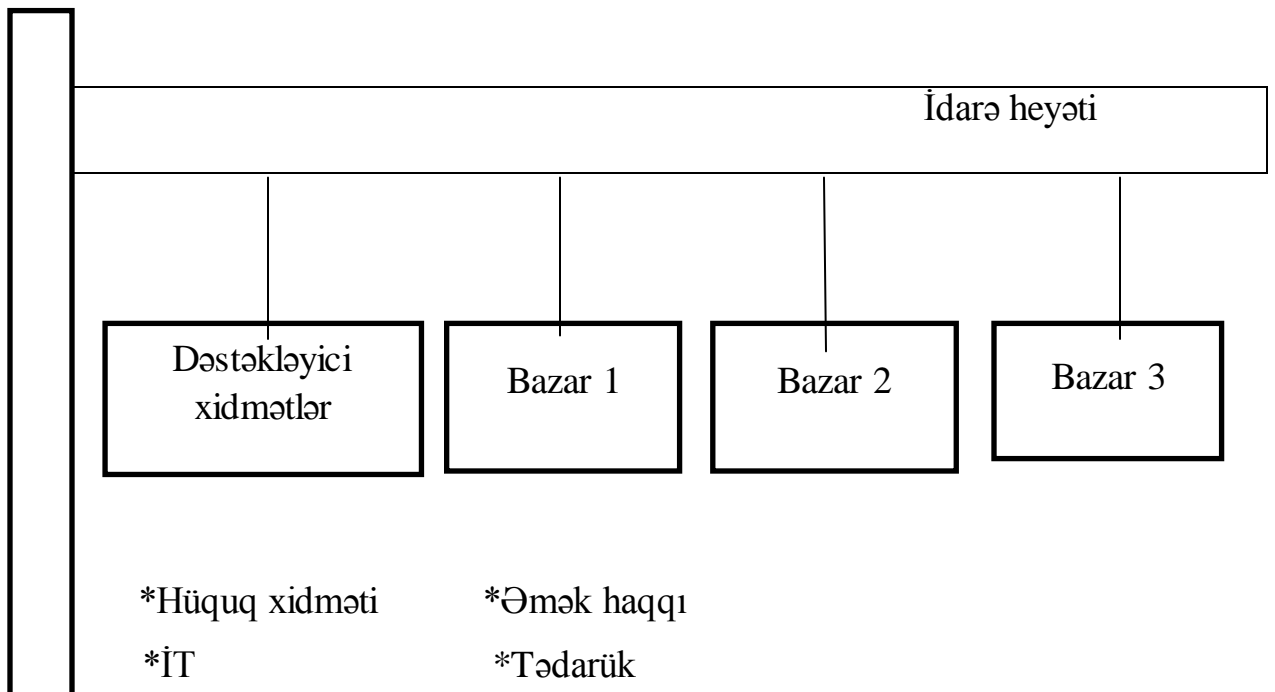 İdarə heyəti
Dəstəkləyici
xidmətlər
Bazar 1
Bazar 2
Bazar 3
*Hüquq xidməti
*Əmək haqqı
*İT
*Tədarük